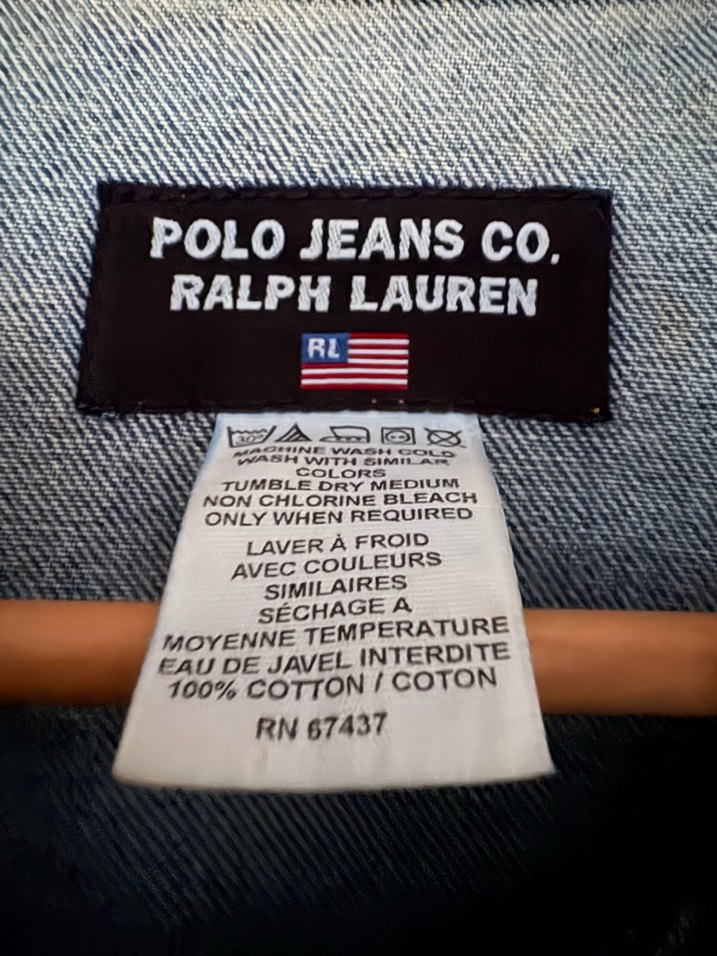 POLO JEANS CO.
RALPH LAUREN
RL
30°
MACHINE WASH COLD
WASH WITH SIMILAR
COLORS
TUMBLE DRY MEDIUM
NON CHLORINE BLEACH
ONLY WHEN REQUIRED
LAVER À FROID
AVEC COULEURS
SIMILAIRES
SÉCHAGE A
MOYENNE TEMPERATURE
EAU DE JAVEL INTERDITE
100% COTTON / COTON
RN 67437